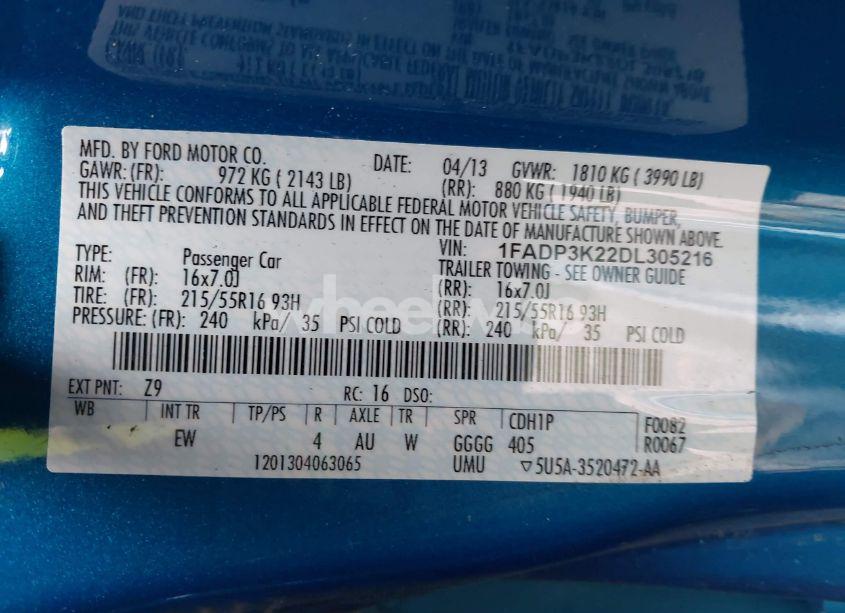 MFD. BY FORD MOTOR CO. DATE: 04/13 GVWR: 1810 KG ( 3990 LB)
GAWR: (FR): 972 KG ( 2143 LB) (RR): 880 KG ( 1940 LB)
THIS VEHICLE CONFORMS TO ALL APPLICABLE FEDERAL MOTOR VEHICLE SAFETY, BUMPER,
AND THEFT PREVENTION STANDARDS IN EFFECT ON THE DATE OF MANUFACTURE SHOWN ABOVE.
VIN: 1FADP3K22DL305216
TYPE: Passenger Car TRAILER TOWING - SEE OWNER GUIDE
RIM: (FR): 16x7.0J (RR): 16x7.0J
TIRE: (FR): 215/55R16 93H (RR): 215/55R16 93H
PRESSURE: (FR): 240 kPa/ 35 PSI COLD (RR): 240 kPa/ 35 PSI COLD
EXT PNT: Z9 RC: 16 DSO:
WB INT TR TP/PS R AXLE TR SPR CDH1P F0082
EW 4 AU W GGGG 405 R0067
1201304063065 UMU ▽5U5A-3520472-AA